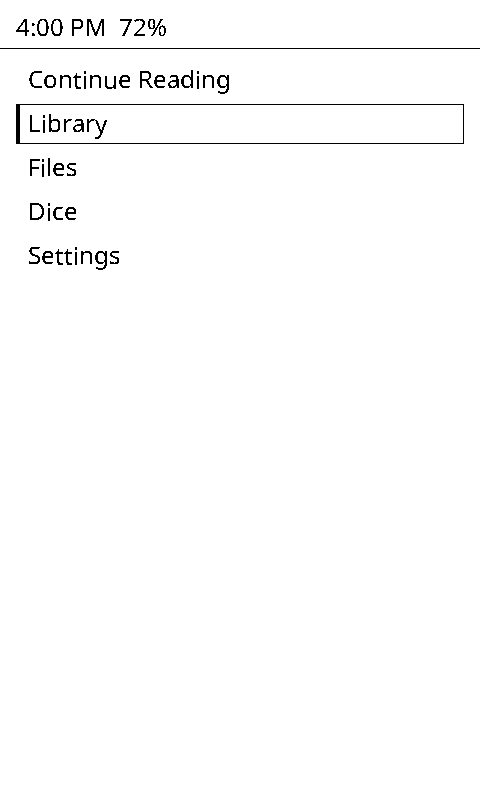 4:00 PM 72%
Continue Reading
Library
Files
Dice
Settings